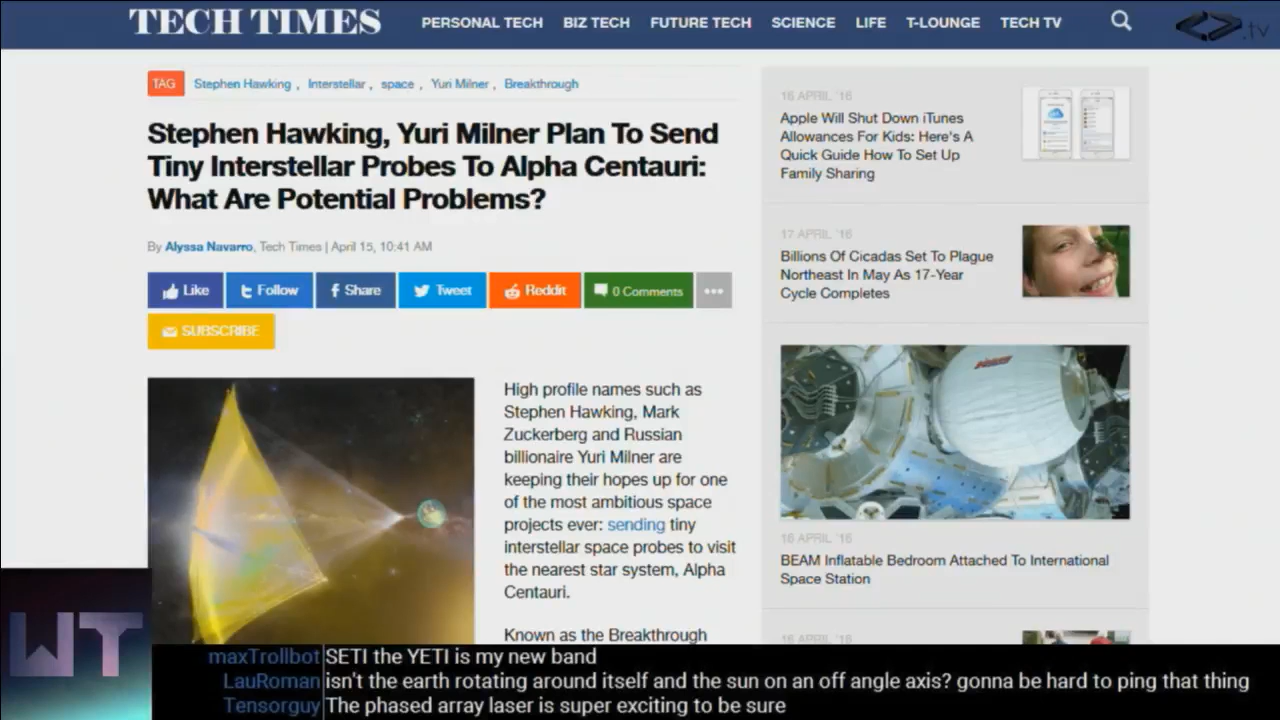 TECH TIMES
PERSONAL TECH BIZ TECH FUTURE TECH SCIENCE LIFE T-LOUNGE TECH TV
.tv
TAG Stephen Hawking , Interstellar , space , Yuri Milner , Breakthrough
Stephen Hawking, Yuri Milner Plan To Send
Tiny Interstellar Probes To Alpha Centauri:
What Are Potential Problems?
By Alyssa Navarro, Tech Times | April 15, 10:41 AM
Like Follow Share Tweet Reddit 0 Comments
SUBSCRIBE
High profile names such as
Stephen Hawking, Mark
Zuckerberg and Russian
billionaire Yuri Milner are
keeping their hopes up for one
of the most ambitious space
projects ever: sending tiny
interstellar space probes to visit
the nearest star system, Alpha
Centauri.
Known as the Breakthrough
16 APRIL '16
Apple Will Shut Down iTunes
Allowances For Kids: Here's A
Quick Guide How To Set Up
Family Sharing
17 APRIL '16
Billions Of Cicadas Set To Plague
Northeast In May As 17-Year
Cycle Completes
16 APRIL '16
BEAM Inflatable Bedroom Attached To International
Space Station
16 APRIL '16
WT
maxTrollbot SETI the YETI is my new band
LauRoman isn't the earth rotating around itself and the sun on an off angle axis? gonna be hard to ping that thing
Tensorguy The phased array laser is super exciting to be sure